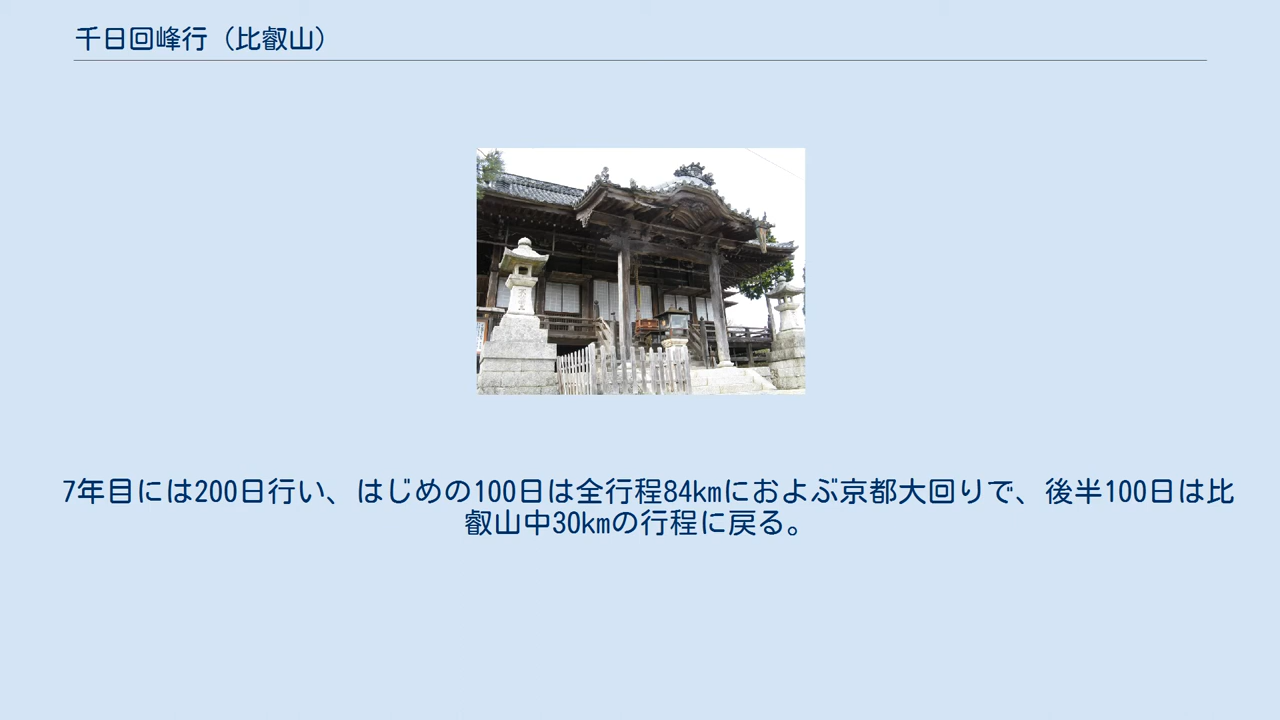 千日回峰行（比叡山）
7年目には200日行い、はじめの100日は全行程84kmにおよぶ京都大回りで、後半100日は比
叡山中30kmの行程に戻る。